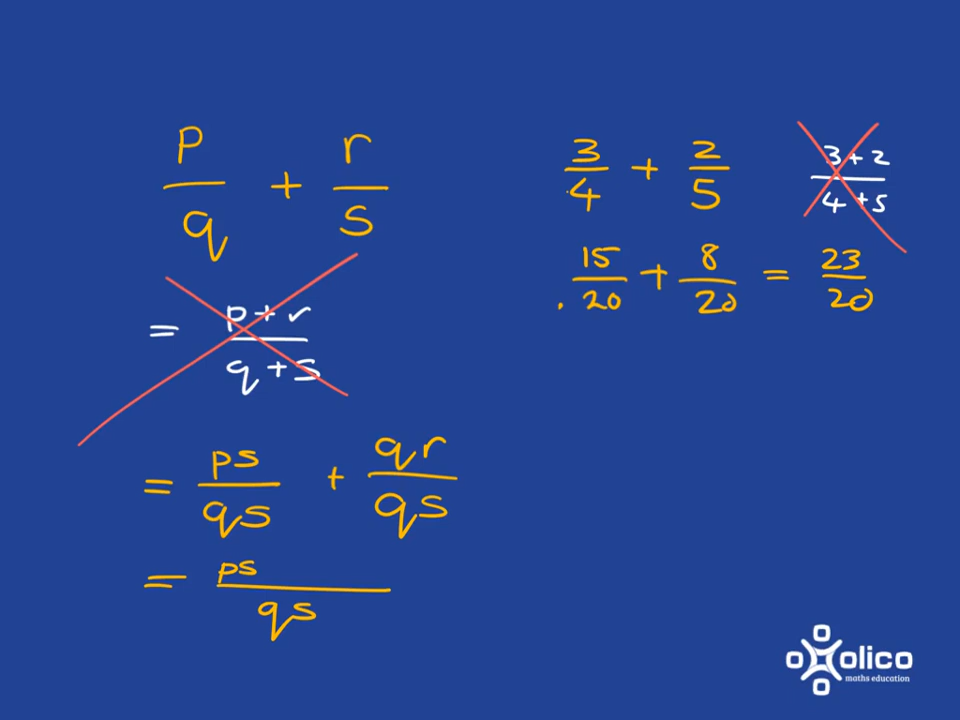 p/q + r/s
= p+r/q+s
= ps/qs + qr/qs
= ps/qs
3/4 + 2/5
3+2/4+5
15/20 + 8/20 = 23/20
olico
maths education